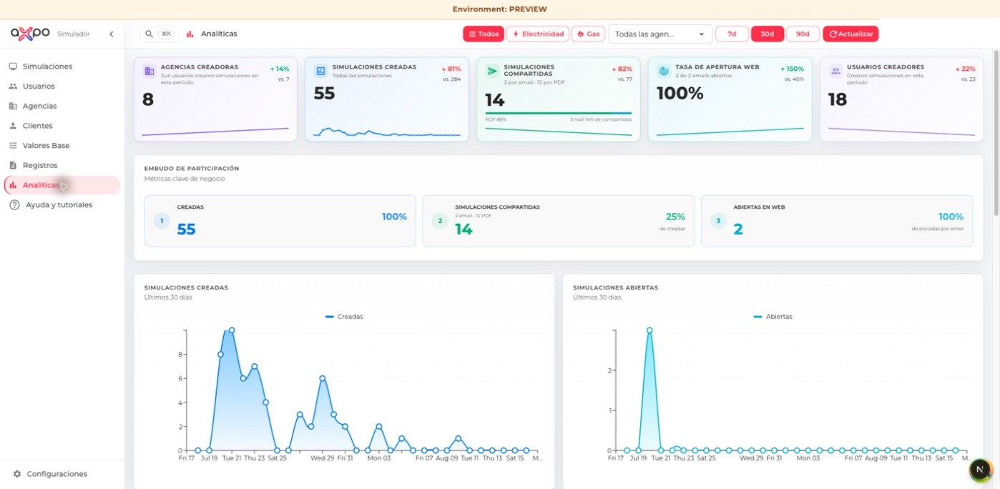 Environment: PREVIEW
axpo Simulador
⌘K
Analíticas
Todos
Electricidad
Gas
Todas las agen...
7d
30d
90d
Actualizar
Simulaciones
Usuarios
Agencias
Clientes
Valores Base
Registros
Analíticas
Ayuda y tutoriales
Configuraciones
AGENCIAS CREADORAS
Sus usuarios crearon simulaciones en
este período
↑ 14%
vs. 7
8
SIMULACIONES CREADAS
Todas las simulaciones
↓ 81%
vs. 284
55
SIMULACIONES
COMPARTIDAS
2 por email · 12 por PDF
↓ 82%
vs. 77
14
PDF 86%
Email 14% de compartidas
TASA DE APERTURA WEB
2 de 2 emails abiertos
↑ 150%
vs. 40%
100%
USUARIOS CREADORES
Crearon simulaciones en este
período
↓ 22%
vs. 23
18
EMBUDO DE PARTICIPACIÓN
Métricas clave de negocio
1
CREADAS
55
100%
2
SIMULACIONES COMPARTIDAS
2 email · 12 PDF
14
25%
de creadas
3
ABIERTAS EN WEB
2
100%
de enviadas por email
SIMULACIONES CREADAS
Últimos 30 días
Creadas
8
6
4
2
0
Fri 17 Jul 19 Tue 21 Thu 23 Sat 25 Wed 29 Fri 31 Mon 03 Fri 07 Aug 09 Tue 11 Thu 13 Sat 15 M...
SIMULACIONES ABIERTAS
Últimos 30 días
Abiertas
2
1
0
Fri 17 Jul 19 Tue 21 Thu 23 Sat 25 Wed 29 Fri 31 Mon 03 Fri 07 Aug 09 Tue 11 Thu 13 Sat 15 M...
N